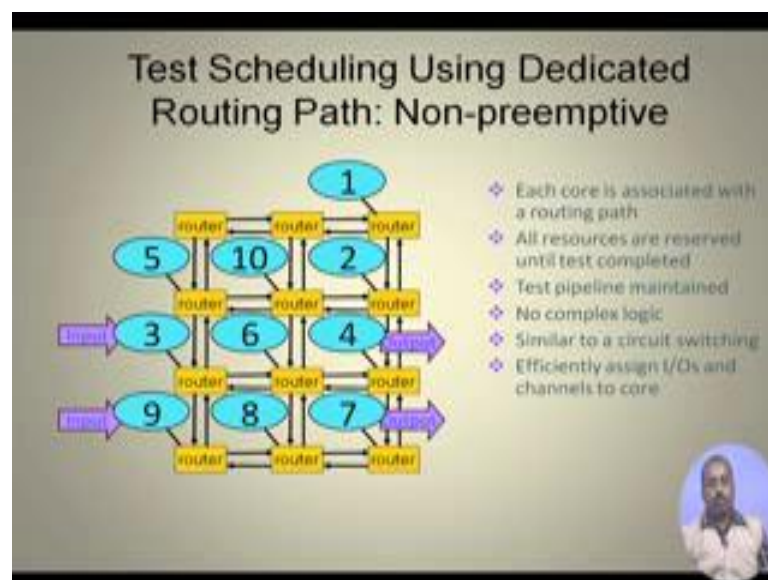 Test Scheduling Using Dedicated
Routing Path: Non-preemptive
1
router router router
5 10 2
router router router
Input 3 6 4 output
router router router
Input 9 8 7 output
router router router
❖ Each core is associated with
a routing path
❖ All resources are reserved
until test completed
❖ Test pipeline maintained
❖ No complex logic
❖ Similar to a circuit switching
❖ Efficiently assign I/Os and
channels to core